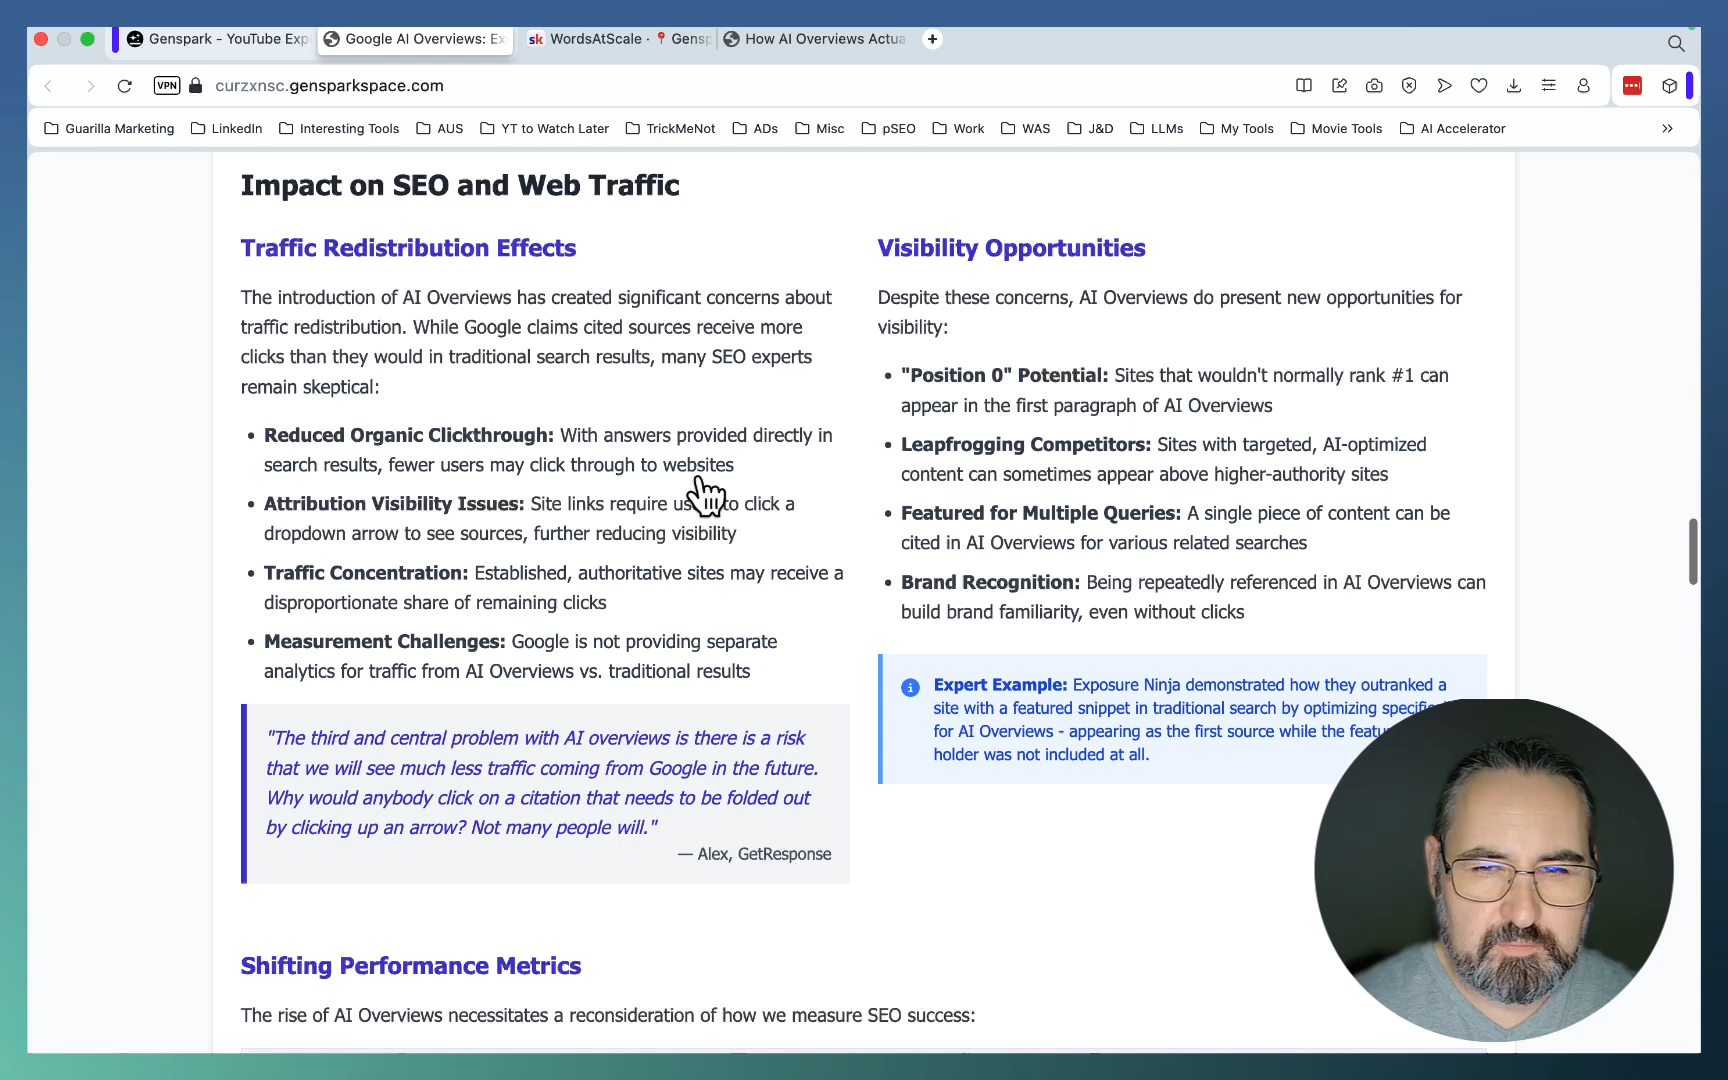 Genspark - YouTube Exp
Google AI Overviews: Ex
sk WordsAtScale · Gensp
How AI Overviews Actua
VPN
curzxnsc.gensparkspace.com
Guarilla Marketing
LinkedIn
Interesting Tools
AUS
YT to Watch Later
TrickMeNot
ADs
Misc
pSEO
Work
WAS
J&D
LLMs
My Tools
Movie Tools
AI Accelerator
Impact on SEO and Web Traffic
Traffic Redistribution Effects
The introduction of AI Overviews has created significant concerns about
traffic redistribution. While Google claims cited sources receive more
clicks than they would in traditional search results, many SEO experts
remain skeptical:
• Reduced Organic Clickthrough: With answers provided directly in
search results, fewer users may click through to websites
• Attribution Visibility Issues: Site links require us to click a
dropdown arrow to see sources, further reducing visibility
• Traffic Concentration: Established, authoritative sites may receive a
disproportionate share of remaining clicks
• Measurement Challenges: Google is not providing separate
analytics for traffic from AI Overviews vs. traditional results
"The third and central problem with AI overviews is there is a risk
that we will see much less traffic coming from Google in the future.
Why would anybody click on a citation that needs to be folded out
by clicking up an arrow? Not many people will."
— Alex, GetResponse
Visibility Opportunities
Despite these concerns, AI Overviews do present new opportunities for
visibility:
• "Position 0" Potential: Sites that wouldn't normally rank #1 can
appear in the first paragraph of AI Overviews
• Leapfrogging Competitors: Sites with targeted, AI-optimized
content can sometimes appear above higher-authority sites
• Featured for Multiple Queries: A single piece of content can be
cited in AI Overviews for various related searches
• Brand Recognition: Being repeatedly referenced in AI Overviews can
build brand familiarity, even without clicks
Expert Example: Exposure Ninja demonstrated how they outranked a
site with a featured snippet in traditional search by optimizing specific
for AI Overviews - appearing as the first source while the featu
holder was not included at all.
Shifting Performance Metrics
The rise of AI Overviews necessitates a reconsideration of how we measure SEO success: